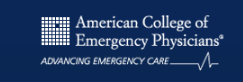 American College of
Emergency Physicians®
ADVANCING EMERGENCY CARE